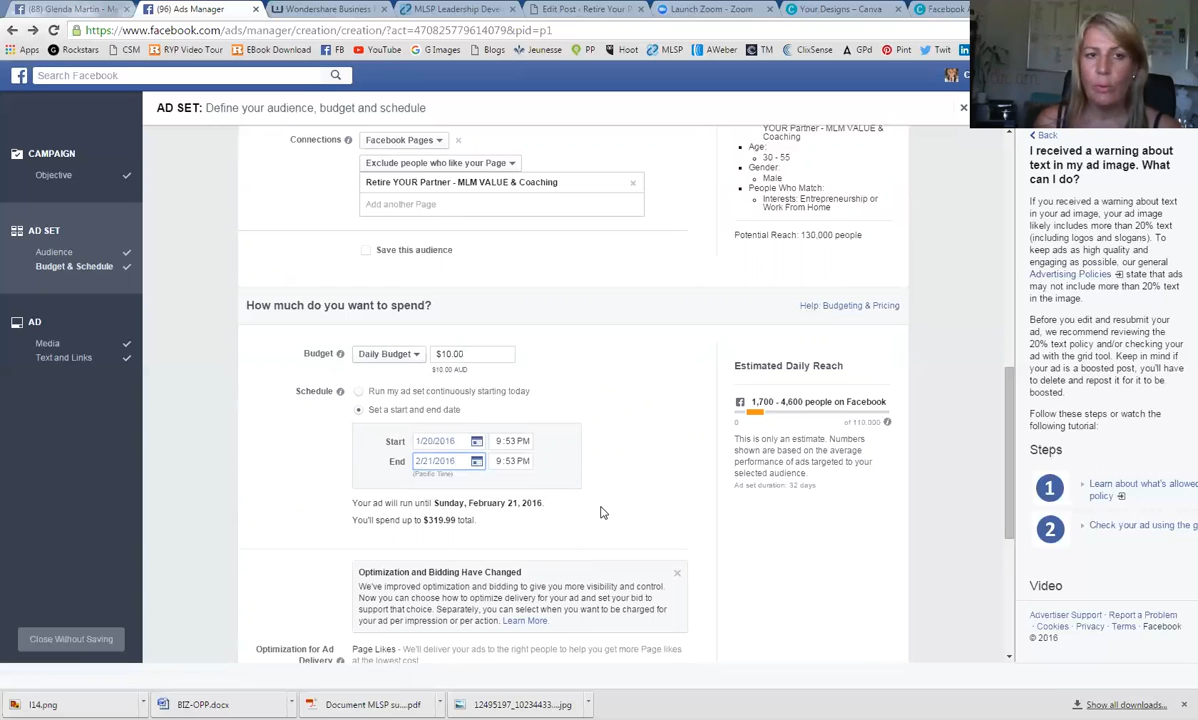 (88) Glenda Martin - M
(96) Ads Manager
Wondershare Business
MLSP Leadership Devel
Edit Post ‹ Retire Your
Launch Zoom - Zoom
Your Designs – Canva
Facebook
https://www.facebook.com/ads/manager/creation/creation/?act=470825779614079&pid=p1
Apps Rockstars CSM RYP Video Tour EBook Download YouTube G Images Blogs Jeunesse PP Hoot MLSP AWeber TM ClixSense GPd Pint Twit
Search Facebook
AD SET: Define your audience, budget and schedule
CAMPAIGN
Objective
AD SET
Audience
Budget & Schedule
AD
Media
Text and Links
Close Without Saving
Connections
Facebook Pages
Exclude people who like your Page
Retire YOUR Partner - MLM VALUE & Coaching
Add another Page
Save this audience
YOUR Partner - MLM VALUE &
Coaching
Age:
30 - 55
Gender:
Male
People Who Match:
Interests: Entrepreneurship or
Work From Home
Potential Reach: 130,000 people
How much do you want to spend?
Help: Budgeting & Pricing
Budget
Daily Budget
$10.00
$10.00 AUD
Schedule
Run my ad set continuously starting today
Set a start and end date
Start 1/20/2016 9:53 PM
End 2/21/2016 9:53 PM
(Pacific Time)
Your ad will run until Sunday, February 21, 2016.
You'll spend up to $319.99 total.
Estimated Daily Reach
1,700 - 4,600 people on Facebook
0 of 110,000
This is only an estimate. Numbers
shown are based on the average
performance of ads targeted to your
selected audience.
Ad set duration: 32 days
Optimization and Bidding Have Changed
We've improved optimization and bidding to give you more visibility and control.
Now you can choose how to optimize delivery for your ad and set your bid to
support that choice. Separately, you can select when you want to be charged for
your ad per impression or per action. Learn More.
Optimization for Ad
Delivery
Page Likes - We'll deliver your ads to the right people to help you get more Page likes
at the lowest cost
Back
I received a warning about
text in my ad image. What
can I do?
If you received a warning about text
in your ad image, your ad image
likely includes more than 20% text
(including logos and slogans). To
keep ads as high quality and
engaging as possible, our general
Advertising Policies state that ads
may not include more than 20% text
in the image.
Before you edit and resubmit your
ad, we recommend reviewing the
20% text policy and/or checking your
ad with the grid tool. Keep in mind if
your ad is a boosted post, you'll have
to delete and repost it for it to be
boosted.
Follow these steps or watch the
following tutorial:
Steps
1
Learn about what's allowed
policy
2
Check your ad using the g
Video
Advertiser Support · Report a Problem
· Cookies · Privacy · Terms · Facebook
© 2016
I14.png
BIZ-OPP.docx
Document MLSP su....pdf
12495197_10234433....jpg
Show all downloads...